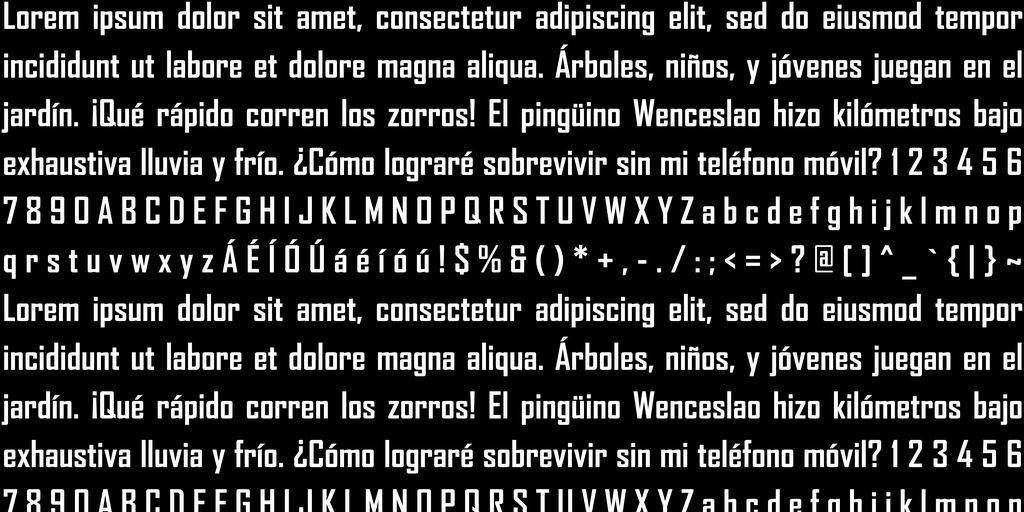 Lorem ipsum dolor sit amet, consectetur adipiscing elit, sed do eiusmod tempor
incididunt ut labore et dolore magna aliqua. Árboles, niños, y jóvenes juegan en el
jardín. ¡Qué rápido corren los zorros! El pingüino Wenceslao hizo kilómetros bajo
exhaustiva lluvia y frío. ¿Cómo lograré sobrevivir sin mi teléfono móvil? 1 2 3 4 5 6
7 8 9 0 A B C D E F G H I J K L M N O P Q R S T U V W X Y Z a b c d e f g h i j k l m n o p
q r s t u v w x y z Á É Í Ó Ú á é í ó ú ! $ % & ( ) * + , - . / : ; < = > ? @ [ ] ^ _ ` { | } ~
Lorem ipsum dolor sit amet, consectetur adipiscing elit, sed do eiusmod tempor
incididunt ut labore et dolore magna aliqua. Árboles, niños, y jóvenes juegan en el
jardín. ¡Qué rápido corren los zorros! El pingüino Wenceslao hizo kilómetros bajo
exhaustiva lluvia y frío. ¿Cómo lograré sobrevivir sin mi teléfono móvil? 1 2 3 4 5 6
7 8 9 0 A B C D E F G H I J K L M N O P Q R S T U V W X Y Z a b c d e f g h i j k l m n o p